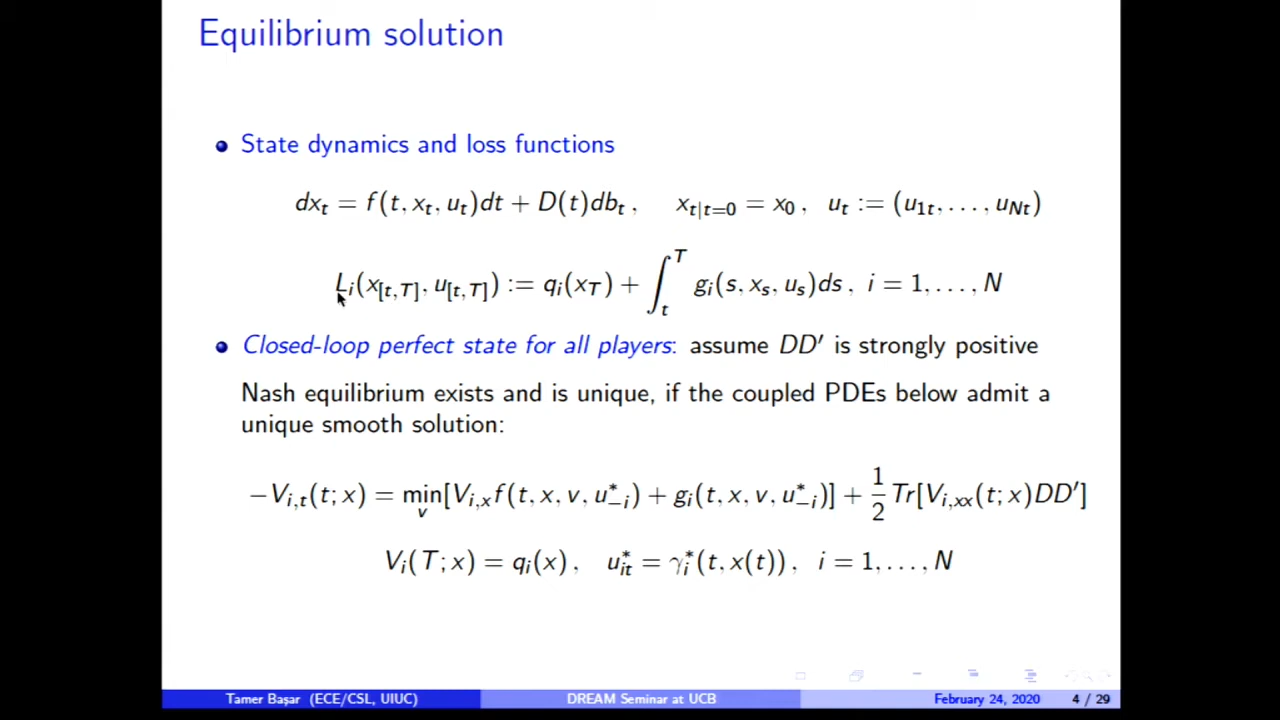 Equilibrium solution
State dynamics and loss functions
dx_t = f(t, x_t, u_t)dt + D(t)db_t , x_{t|t=0} = x_0 , u_t := (u_{1t}, . . . , u_{Nt})
L_i(x_{[t,T]}, u_{[t,T]}) := q_i(x_T) + ∫_t^T g_i(s, x_s, u_s)ds , i = 1, . . . , N
Closed-loop perfect state for all players: assume DD′ is strongly positive
Nash equilibrium exists and is unique, if the coupled PDEs below admit a
unique smooth solution:
−V_{i,t}(t; x) = min_v[V_{i,x}f(t, x, v, u*_{−i}) + g_i(t, x, v, u*_{−i})] + 1/2 Tr[V_{i,xx}(t; x)DD′]
V_i(T; x) = q_i(x) , u*_{it} = γ*_i(t, x(t)) , i = 1, . . . , N
Tamer Başar (ECE/CSL, UIUC) DREAM Seminar at UCB February 24, 2020 4 / 29